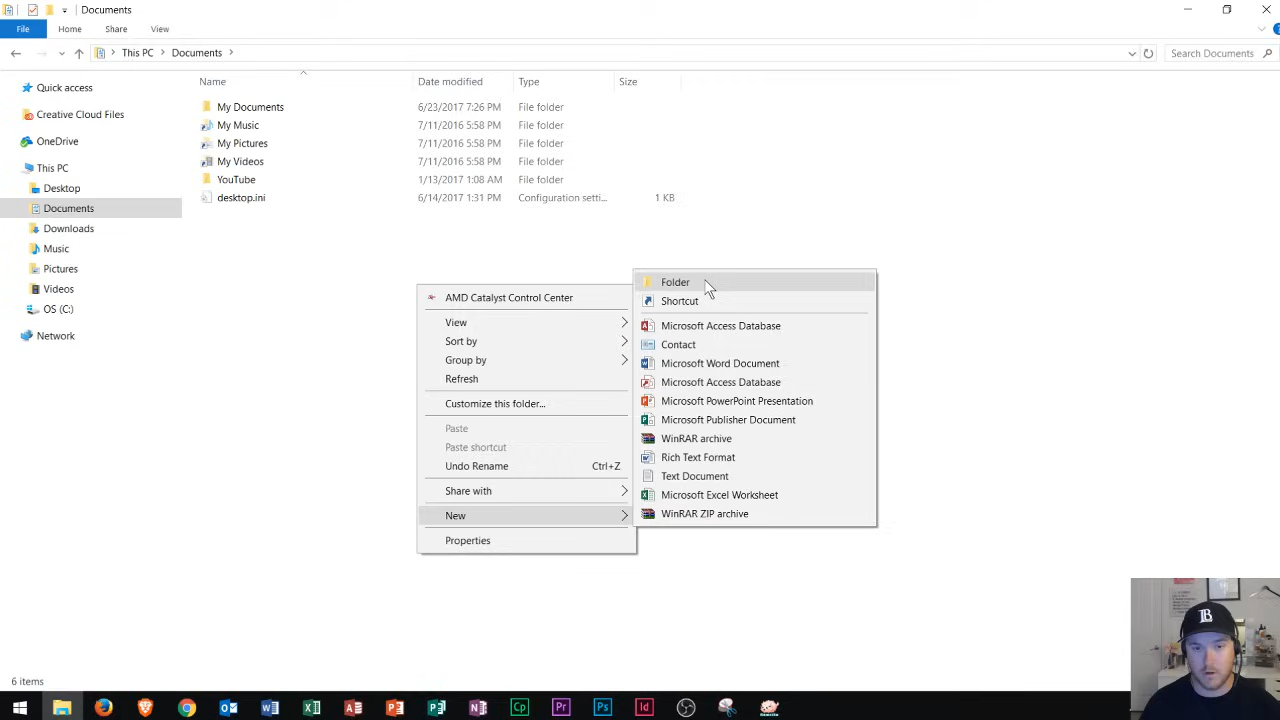 Documents
File Home Share View
This PC Documents Search Documents
Name Date modified Type Size
Quick access
Creative Cloud Files
OneDrive
This PC
Desktop
Documents
Downloads
Music
Pictures
Videos
OS (C:)
Network
My Documents 6/23/2017 7:26 PM File folder
My Music 7/11/2016 5:58 PM File folder
My Pictures 7/11/2016 5:58 PM File folder
My Videos 7/11/2016 5:58 PM File folder
YouTube 1/13/2017 1:08 AM File folder
desktop.ini 6/14/2017 1:31 PM Configuration setti... 1 KB
AMD Catalyst Control Center
View
Sort by
Group by
Refresh
Customize this folder...
Paste
Paste shortcut
Undo Rename Ctrl+Z
Share with
New
Properties
Folder
Shortcut
Microsoft Access Database
Contact
Microsoft Word Document
Microsoft Access Database
Microsoft PowerPoint Presentation
Microsoft Publisher Document
WinRAR archive
Rich Text Format
Text Document
Microsoft Excel Worksheet
WinRAR ZIP archive
6 items
Cp Pr Ps Id
B